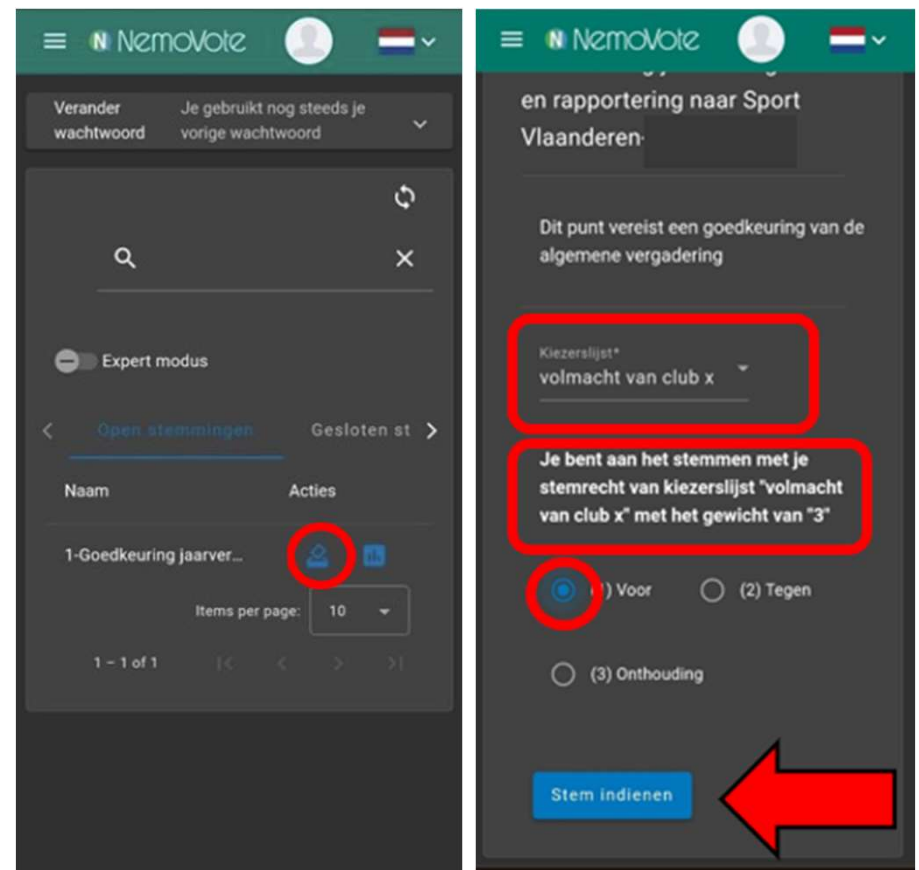 NemoVote
Verander wachtwoord
Je gebruikt nog steeds je
vorige wachtwoord
Expert modus
Open stemmingen
Gesloten st
Naam
Acties
1-Goedkeuring jaarver...
Items per page: 10
1 – 1 of 1
NemoVote
en rapportering naar Sport
Vlaanderen-
Dit punt vereist een goedkeuring van de
algemene vergadering
Kiezerslijst*
volmacht van club x
Je bent aan het stemmen met je
stemrecht van kiezerslijst "volmacht
van club x" met het gewicht van "3"
(1) Voor
(2) Tegen
(3) Onthouding
Stem indienen